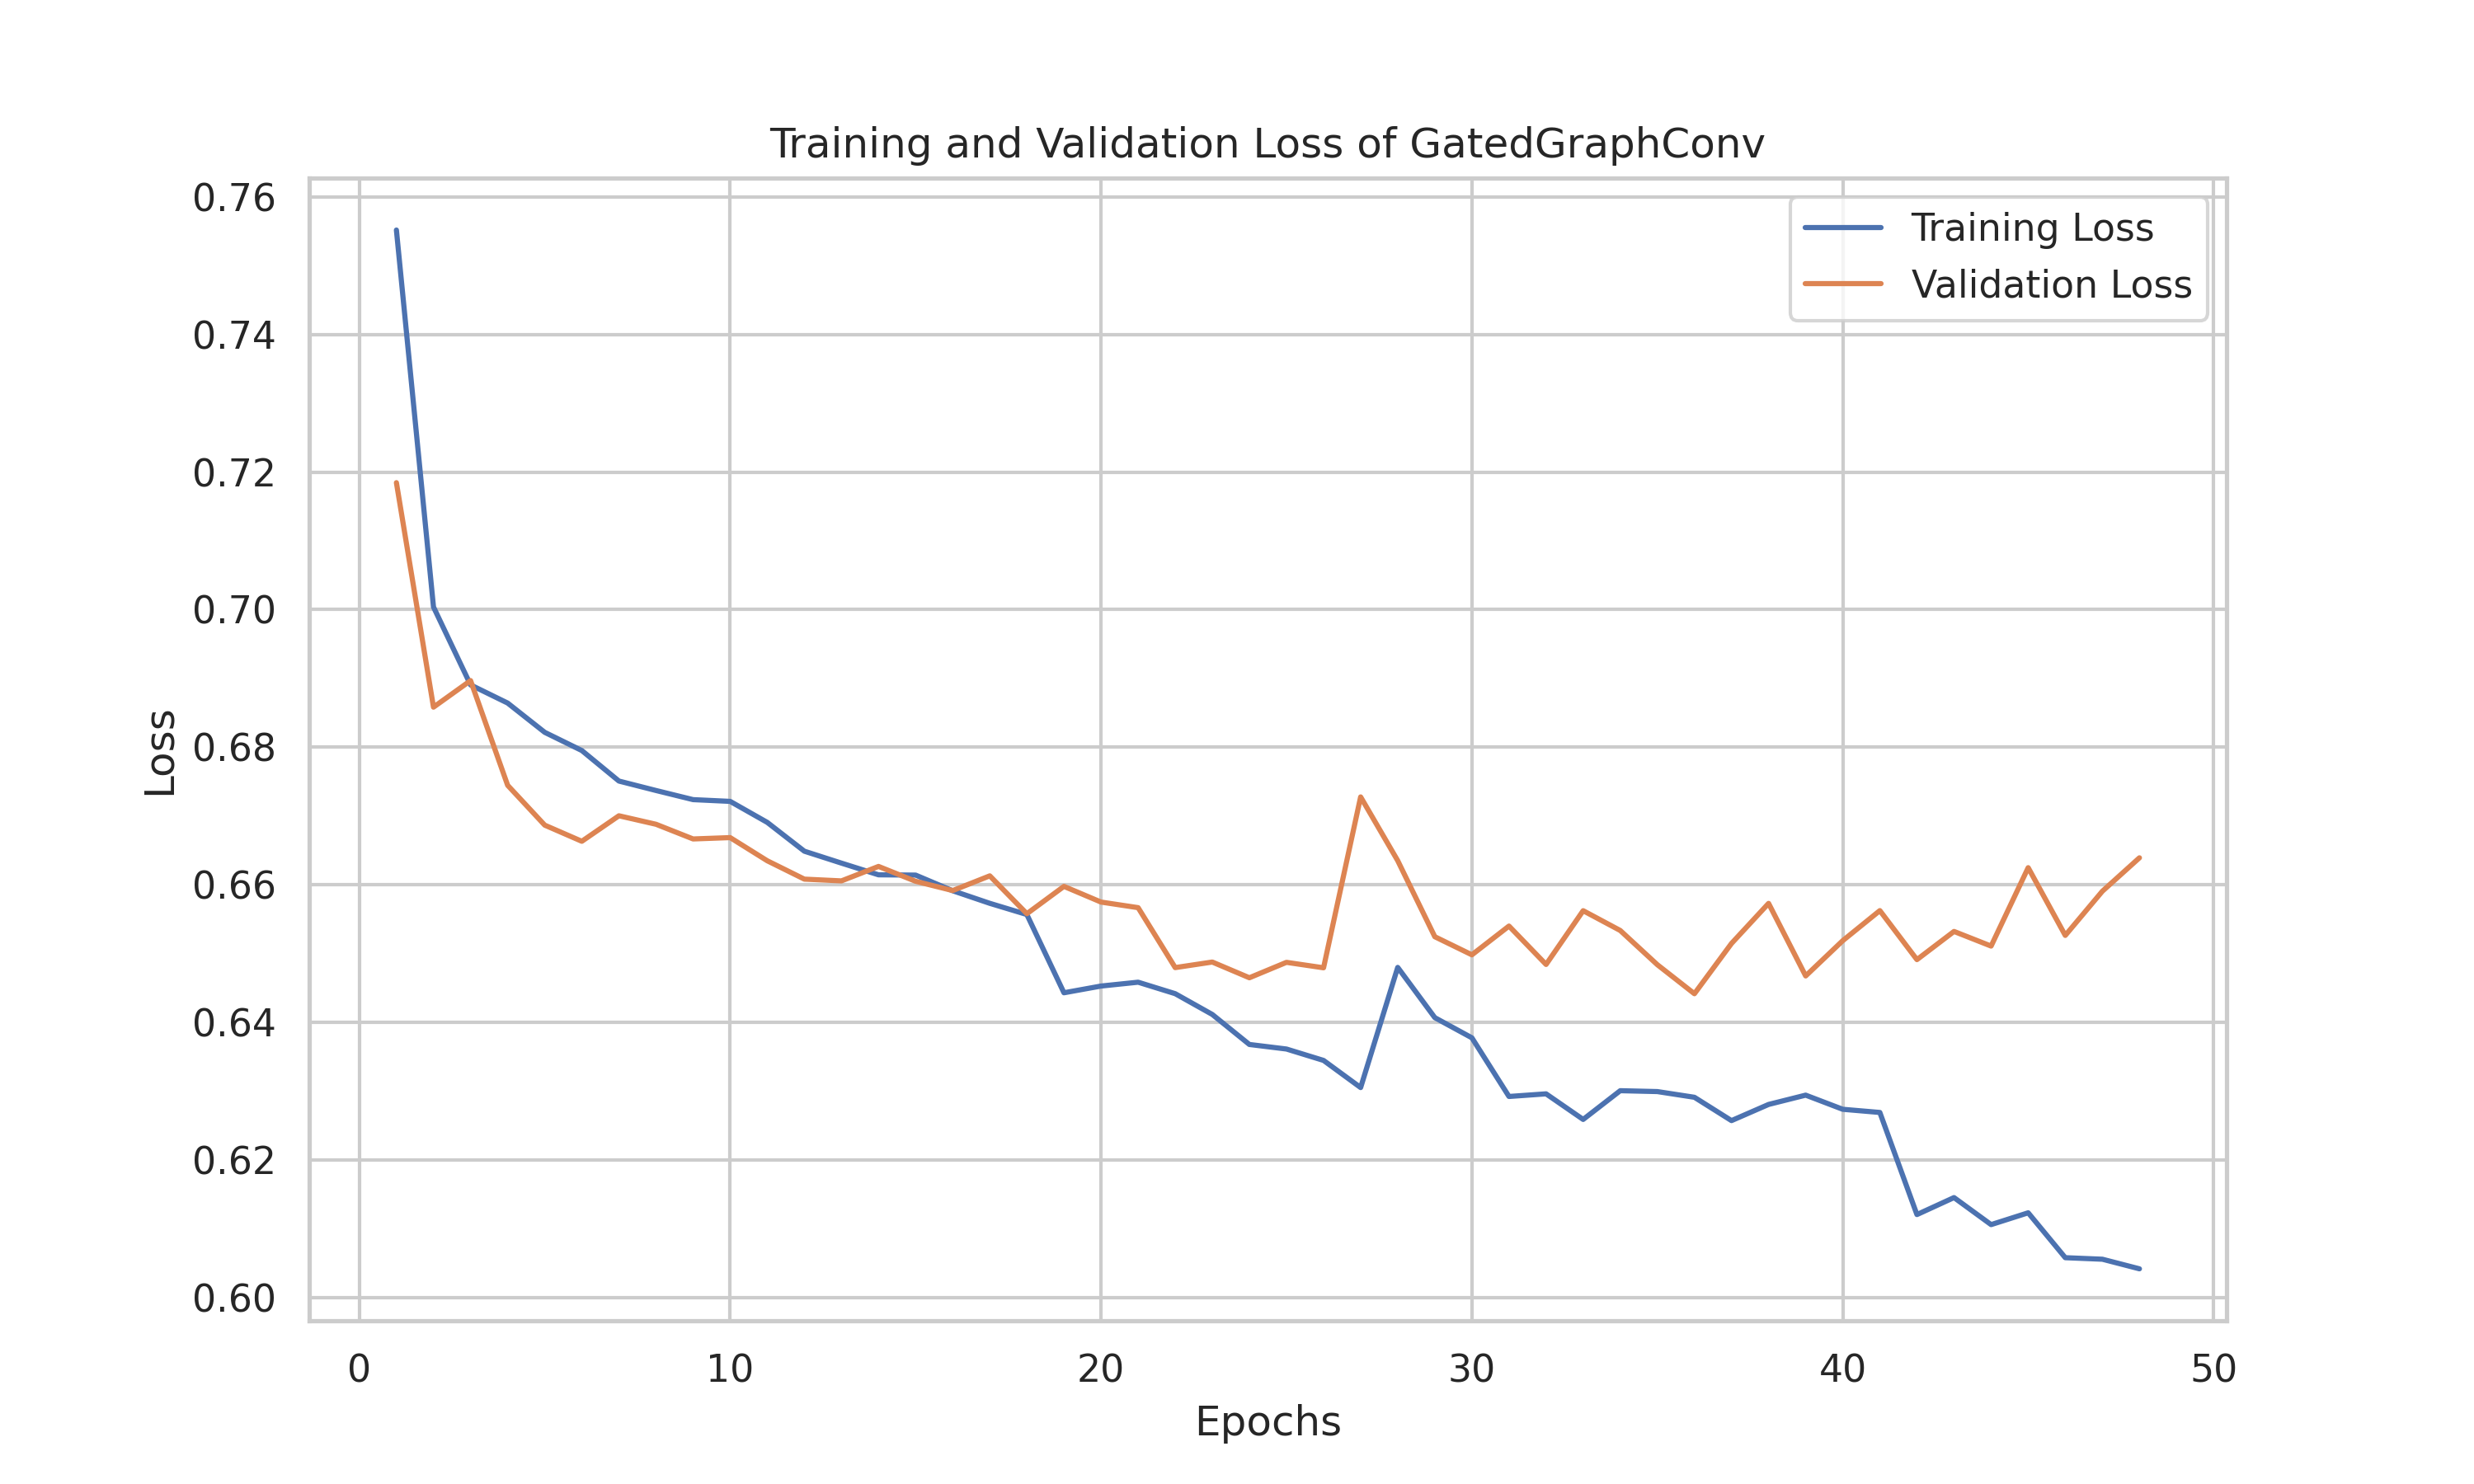 Training and Validation Loss of GatedGraphConv
Training Loss
Validation Loss
Loss
0.76
0.74
0.72
0.70
0.68
0.66
0.64
0.62
0.60
0 10 20 30 40 50
Epochs